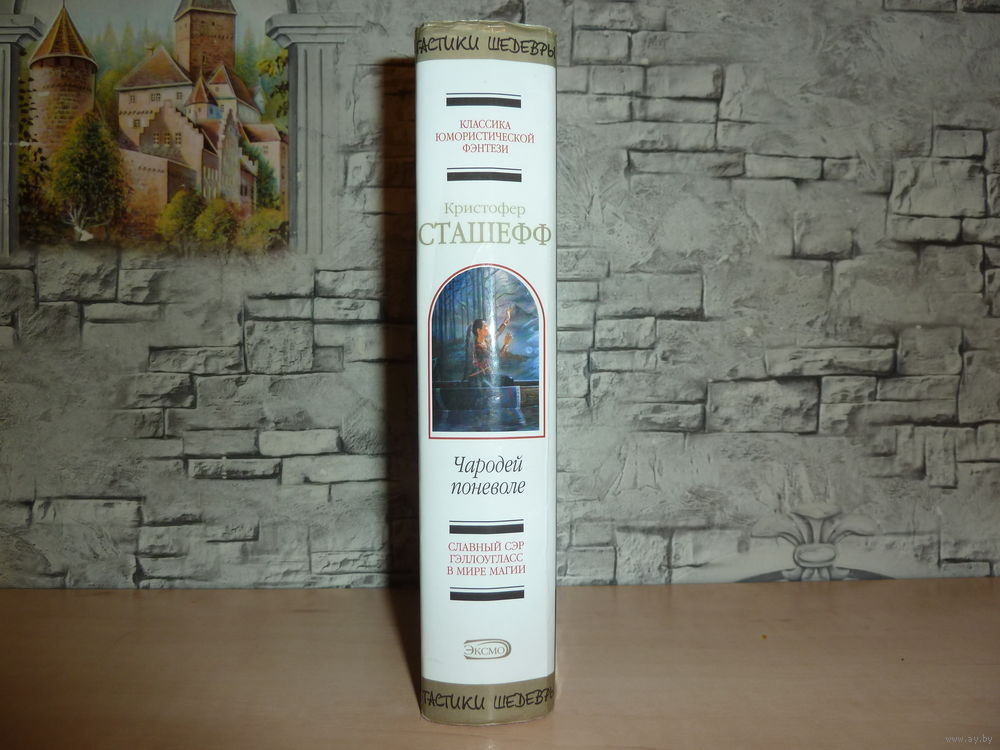 ТАСТИКИ ШЕДЕВРЫ
КЛАССИКА
ЮМОРИСТИЧЕСКОЙ
ФЭНТЕЗИ
Кристофер
СТАШЕФФ
Чародей
поневоле
СЛАВНЫЙ СЭР
ГЭЛЛОУГЛАСС
В МИРЕ МАГИИ
ЭКСМО
ТАСТИКИ ШЕДЕВРЫ
www.ay.by